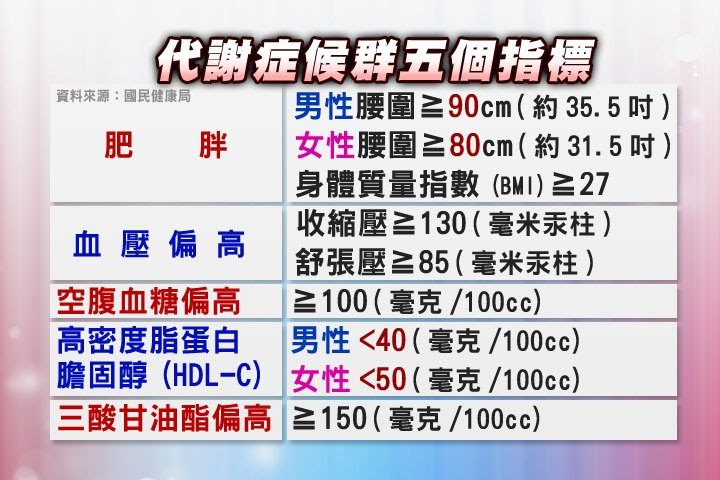 代謝症候群五個指標
資料來源：國民健康局
肥 胖
男性腰圍≧90cm(約35.5吋)
女性腰圍≧80cm(約31.5吋)
身體質量指數(BMI)≧27
血壓偏高
收縮壓≧130(毫米汞柱)
舒張壓≧85(毫米汞柱)
空腹血糖偏高
≧100(毫克/100cc)
高密度脂蛋白
膽固醇(HDL-C)
男性<40(毫克/100cc)
女性<50(毫克/100cc)
三酸甘油酯偏高
≧150(毫克/100cc)